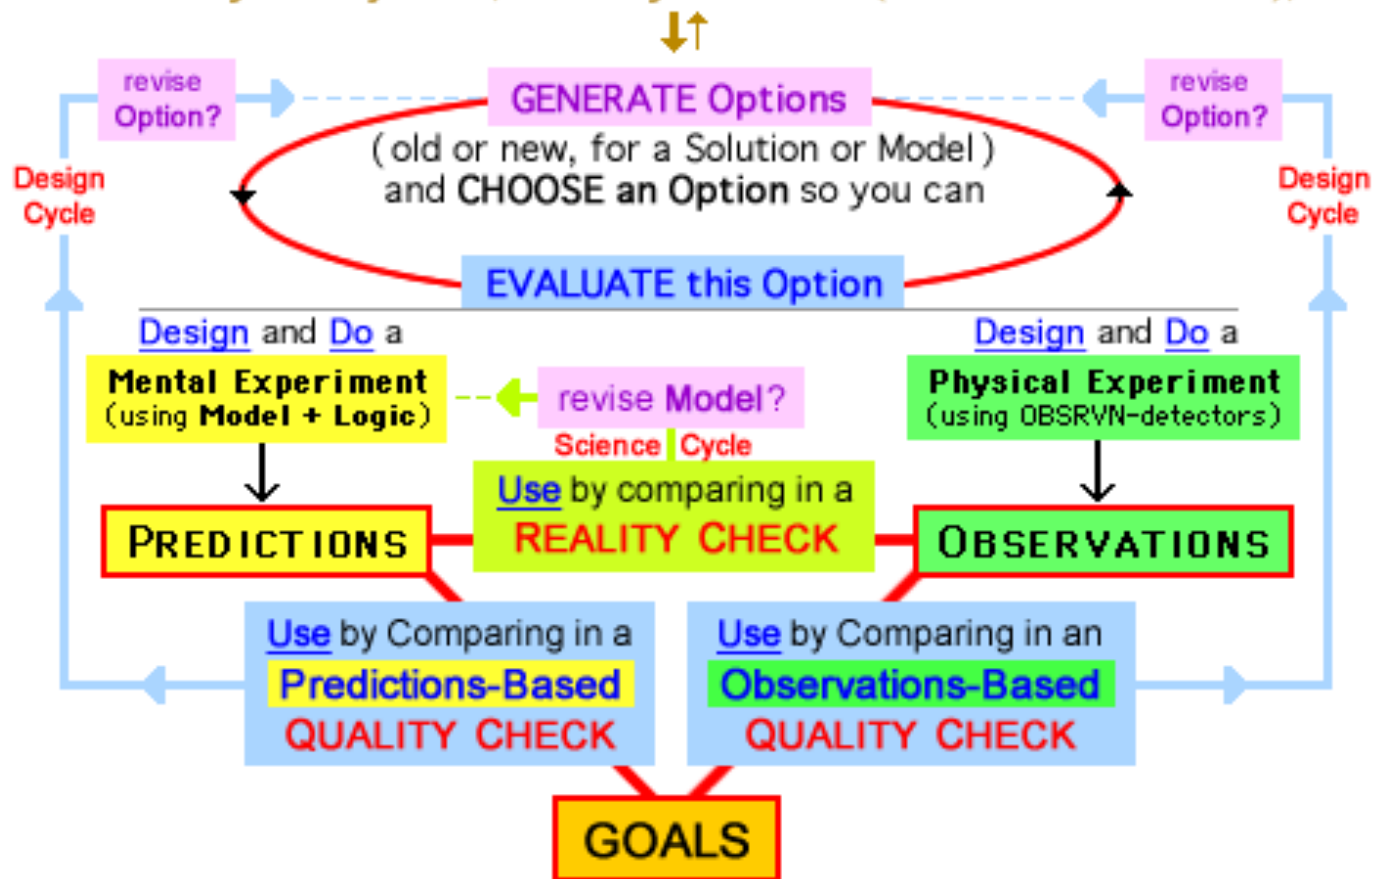 revise
Option?
GENERATE Options
revise
Option?
(old or new, for a Solution or Model)
and CHOOSE an Option so you can
Design
Cycle
Design
Cycle
EVALUATE this Option
Design and Do a
Mental Experiment
(using Model + Logic)
Design and Do a
Physical Experiment
(using OBSRVN-detectors)
revise Model?
Science Cycle
Use by comparing in a
REALITY CHECK
PREDICTIONS
OBSERVATIONS
Use by Comparing in a
Predictions-Based
QUALITY CHECK
Use by Comparing in an
Observations-Based
QUALITY CHECK
GOALS